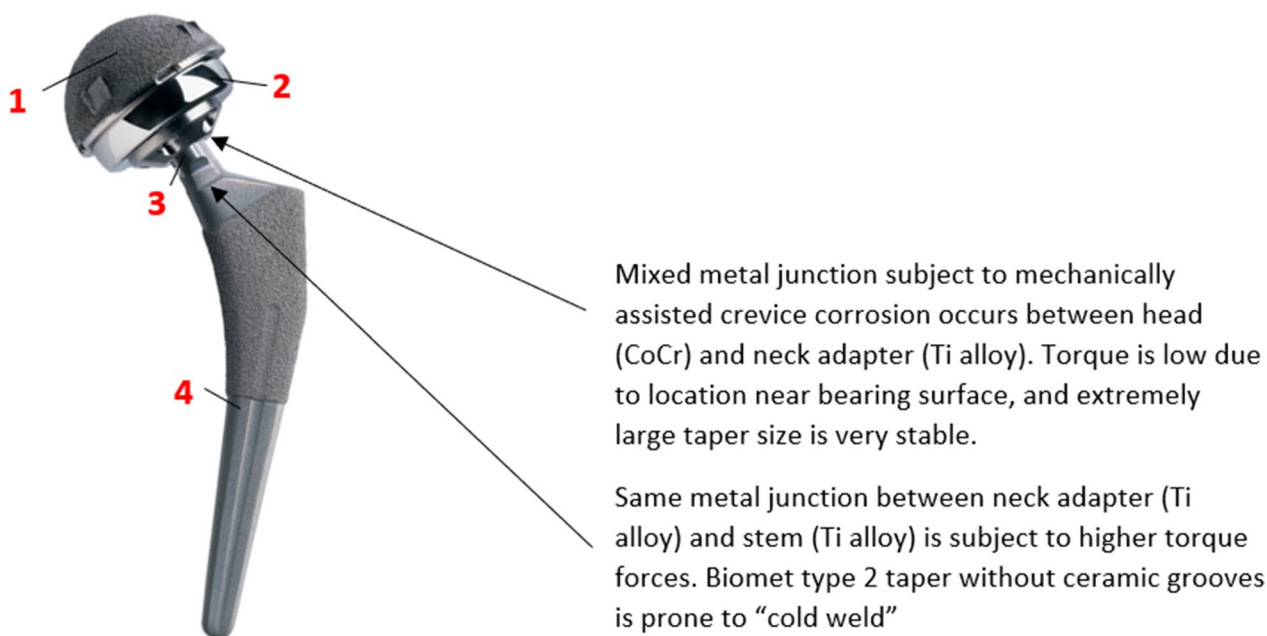 1
2
3
4
Mixed metal junction subject to mechanically
assisted crevice corrosion occurs between head
(CoCr) and neck adapter (Ti alloy). Torque is low due
to location near bearing surface, and extremely
large taper size is very stable.
Same metal junction between neck adapter (Ti
alloy) and stem (Ti alloy) is subject to higher torque
forces. Biomet type 2 taper without ceramic grooves
is prone to “cold weld”